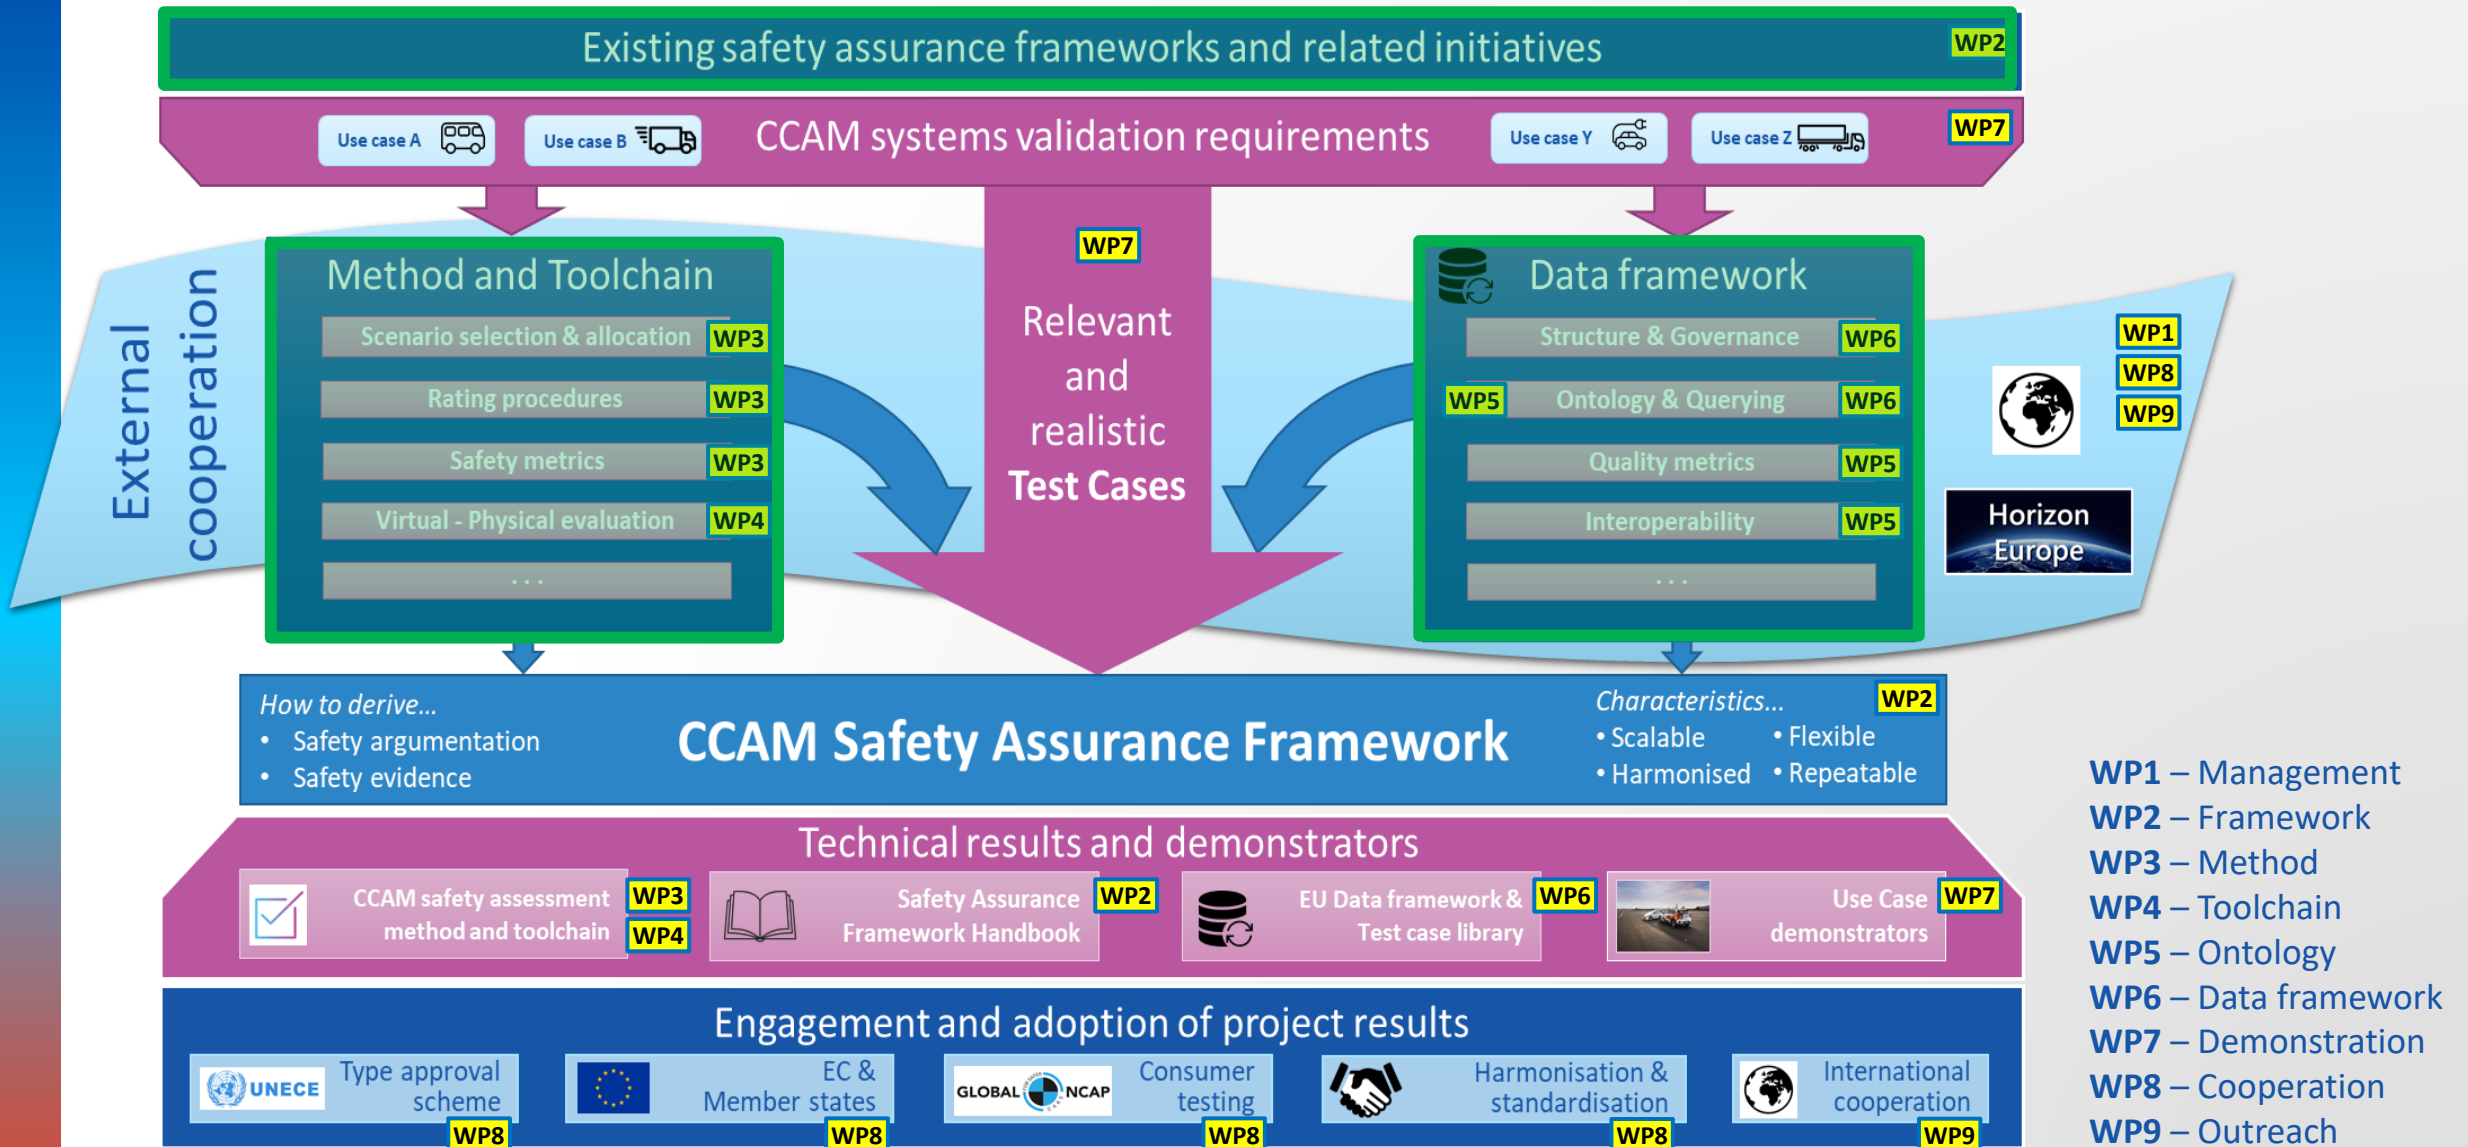 Existing safety assurance frameworks and related initiatives
WP2
Use case A
Use case B
CCAM systems validation requirements
Use case Y
Use case Z
WP7
External
cooperation
Method and Toolchain
Scenario selection & allocation
WP3
Rating procedures
WP3
Safety metrics
WP3
Virtual - Physical evaluation
WP4
. . .
WP7
Relevant
and
realistic
Test Cases
Data framework
Structure & Governance
WP6
WP5
Ontology & Querying
WP6
Quality metrics
WP5
Interoperability
WP5
. . .
WP1
WP8
WP9
Horizon
Europe
How to derive...
• Safety argumentation
• Safety evidence
CCAM Safety Assurance Framework
Characteristics...
WP2
• Scalable
• Flexible
• Harmonised
• Repeatable
Technical results and demonstrators
CCAM safety assessment
method and toolchain
WP3
WP4
Safety Assurance
Framework Handbook
WP2
EU Data framework &
Test case library
WP6
Use Case
demonstrators
WP7
Engagement and adoption of project results
UNECE
Type approval
scheme
WP8
EC &
Member states
WP8
GLOBAL NCAP
FOR SAFER CARS
Consumer
testing
WP8
Harmonisation &
standardisation
WP8
International
cooperation
WP9
WP1 – Management
WP2 – Framework
WP3 – Method
WP4 – Toolchain
WP5 – Ontology
WP6 – Data framework
WP7 – Demonstration
WP8 – Cooperation
WP9 – Outreach